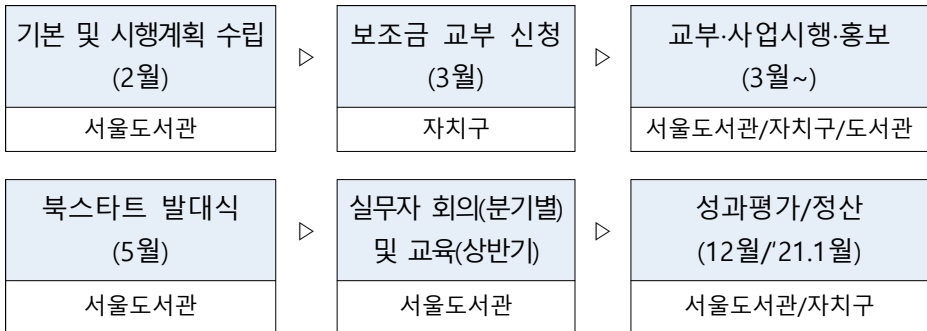 기본 및 시행계획 수립
(2월)
서울도서관
▷
보조금 교부 신청
(3월)
자치구
▷
교부·사업시행·홍보
(3월~)
서울도서관/자치구/도서관
북스타트 발대식
(5월)
서울도서관
▷
실무자 회의(분기별)
및 교육(상반기)
서울도서관
▷
성과평가/정산
(12월/'21.1월)
서울도서관/자치구